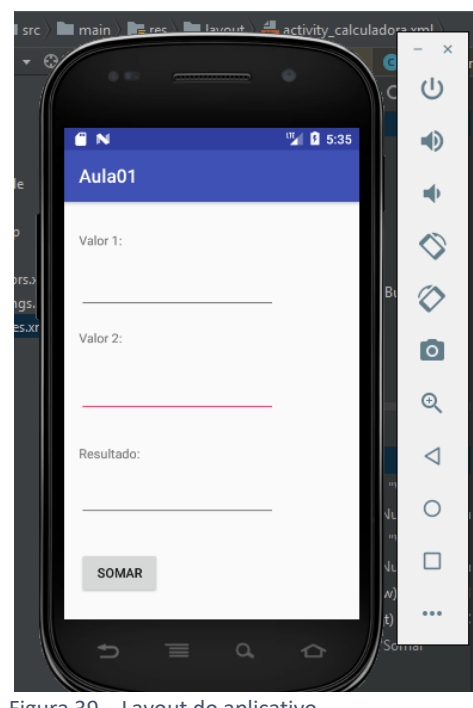 src main res layout activity_calculadora.xml
5:35
Aula01
Valor 1:
Valor 2:
Resultado:
SOMAR
Figura 39 Layout do aplicativo